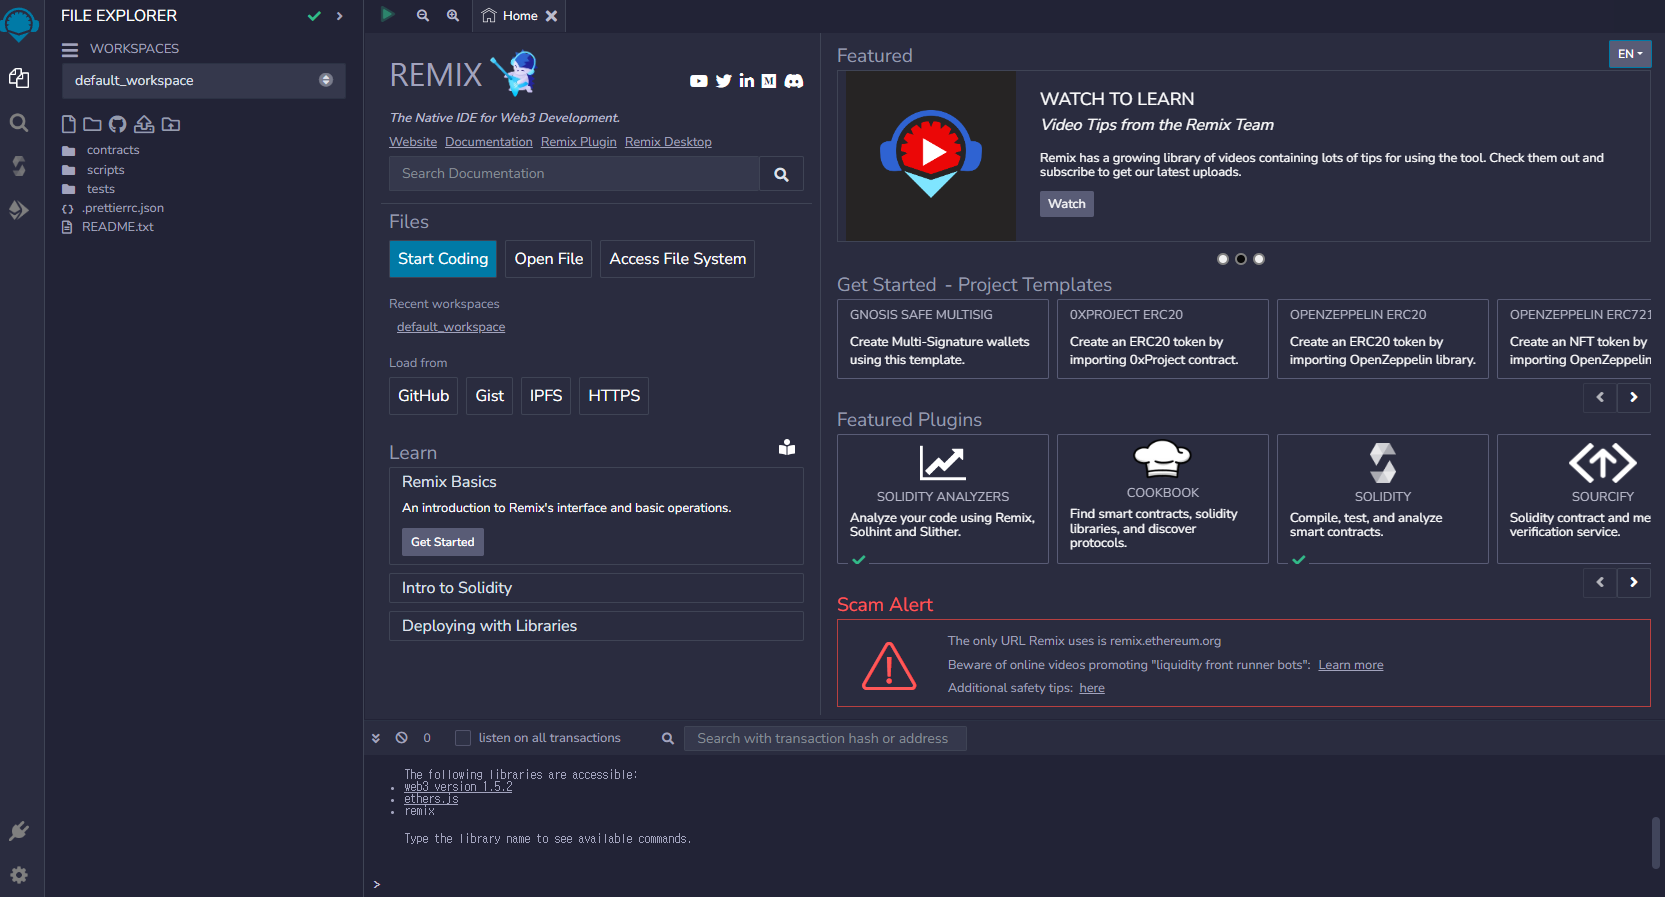 FILE EXPLORER
WORKSPACES
default_workspace
contracts
scripts
tests
.prettierrc.json
README.txt
Home
REMIX
The Native IDE for Web3 Development.
Website Documentation Remix Plugin Remix Desktop
Search Documentation
Files
Start Coding Open File Access File System
Recent workspaces
default_workspace
Load from
GitHub Gist IPFS HTTPS
Learn
Remix Basics
An introduction to Remix's interface and basic operations.
Get Started
Intro to Solidity
Deploying with Libraries
Featured
EN
WATCH TO LEARN
Video Tips from the Remix Team
Remix has a growing library of videos containing lots of tips for using the tool. Check them out and
subscribe to get our latest uploads.
Watch
Get Started - Project Templates
GNOSIS SAFE MULTISIG
Create Multi-Signature wallets
using this template.
0XPROJECT ERC20
Create an ERC20 token by
importing 0xProject contract.
OPENZEPPELIN ERC20
Create an ERC20 token by
importing OpenZeppelin library.
OPENZEPPELIN ERC721
Create an NFT token by
importing OpenZeppelin
Featured Plugins
SOLIDITY ANALYZERS
Analyze your code using Remix,
Solhint and Slither.
COOKBOOK
Find smart contracts, solidity
libraries, and discover
protocols.
SOLIDITY
Compile, test, and analyze
smart contracts.
SOURCIFY
Solidity contract and me
verification service.
Scam Alert
The only URL Remix uses is remix.ethereum.org
Beware of online videos promoting "liquidity front runner bots": Learn more
Additional safety tips: here
0 listen on all transactions Search with transaction hash or address
The following libraries are accessible:
web3 version 1.5.2
ethers.js
remix
Type the library name to see available commands.
>